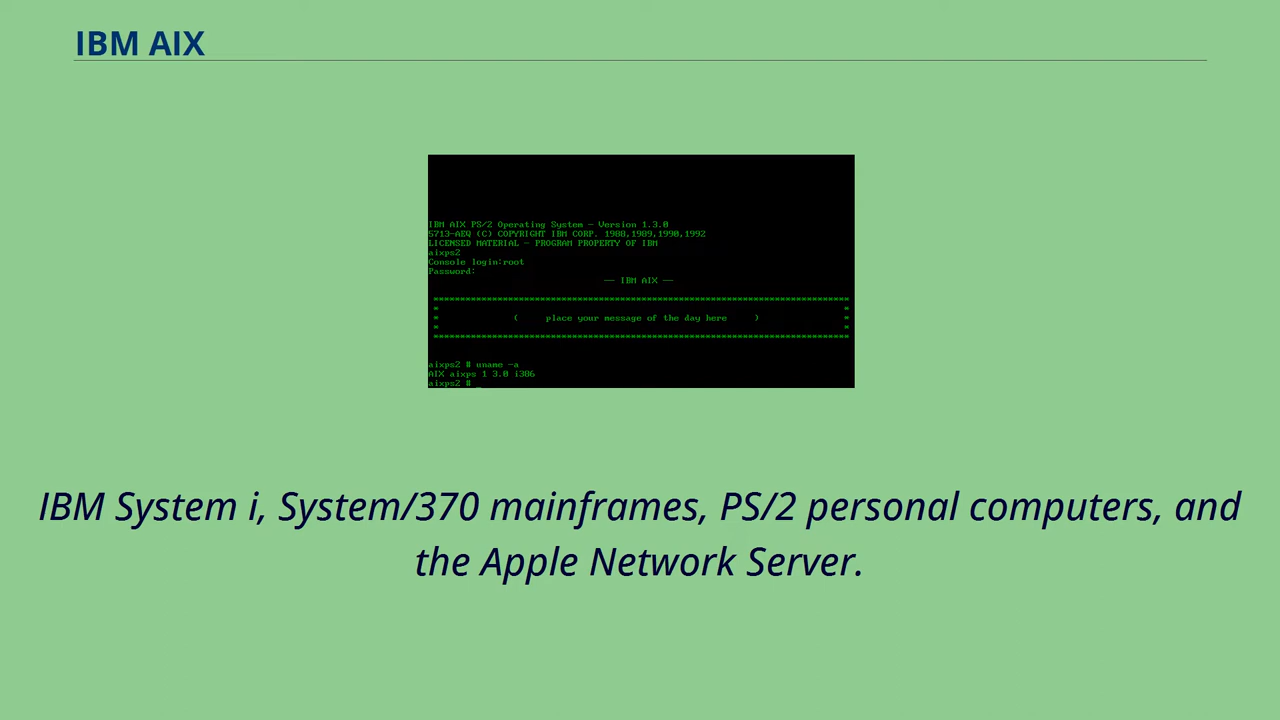 IBM AIX
IBM AIX PS/2 Operating System - Version 1.3.0
5713-AEQ (C) COPYRIGHT IBM CORP. 1988,1989,1990,1992
LICENSED MATERIAL - PROGRAM PROPERTY OF IBM
aixps2
Console login:root
Password:
-- IBM AIX --
*******************************************************************************
* *
* ( place your message of the day here ) *
* *
*******************************************************************************
aixps2 # uname -a
AIX aixps 1 3.0 i386
aixps2 # _
IBM System i, System/370 mainframes, PS/2 personal computers, and
the Apple Network Server.